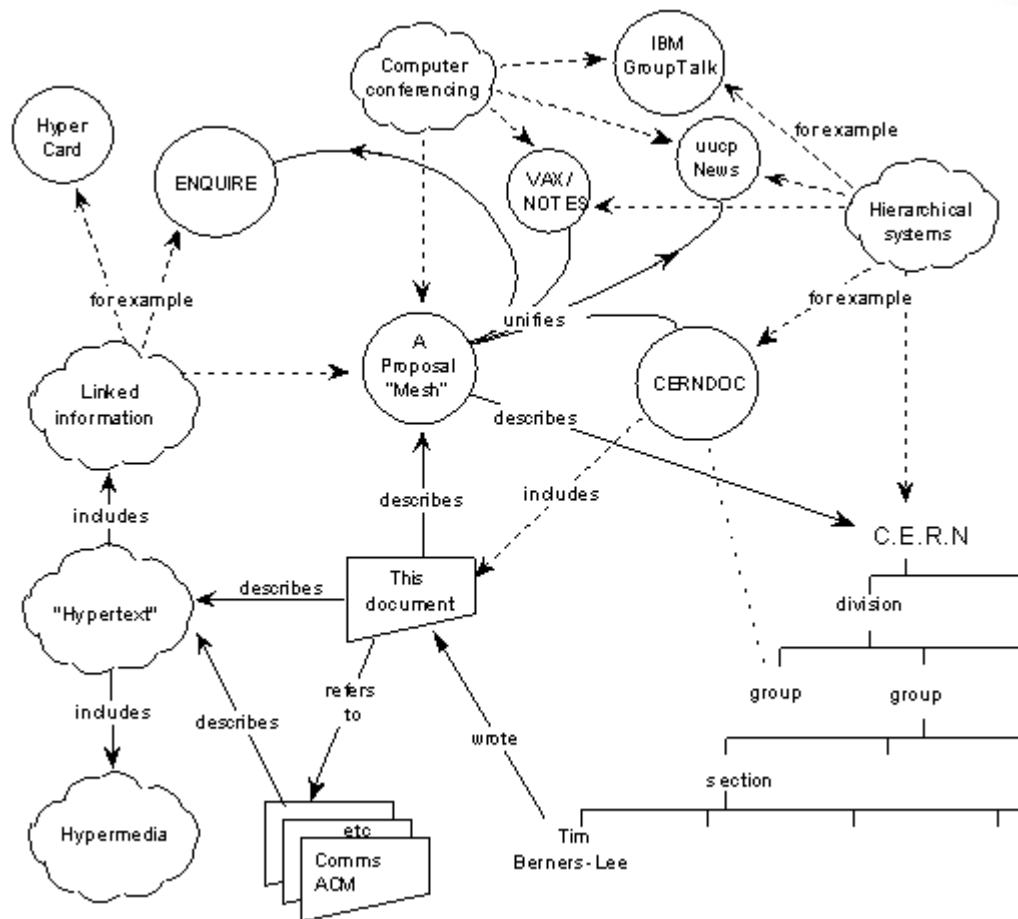 IBM
GroupTalk
Computer
conferencing
Hyper
Card
for example
uucp
News
ENQUIRE
VAX/
NOTES
Hierarchical
systems
for example
for example
unifies
A
Proposal
"Mesh"
CERNDOC
Linked
information
describes
includes
describes
includes
C.E.R.N
This
document
describes
"Hypertext"
division
refers
to
group
group
includes
describes
wrote
section
Hypermedia
etc
Comms
ACM
Tim
Berners-Lee